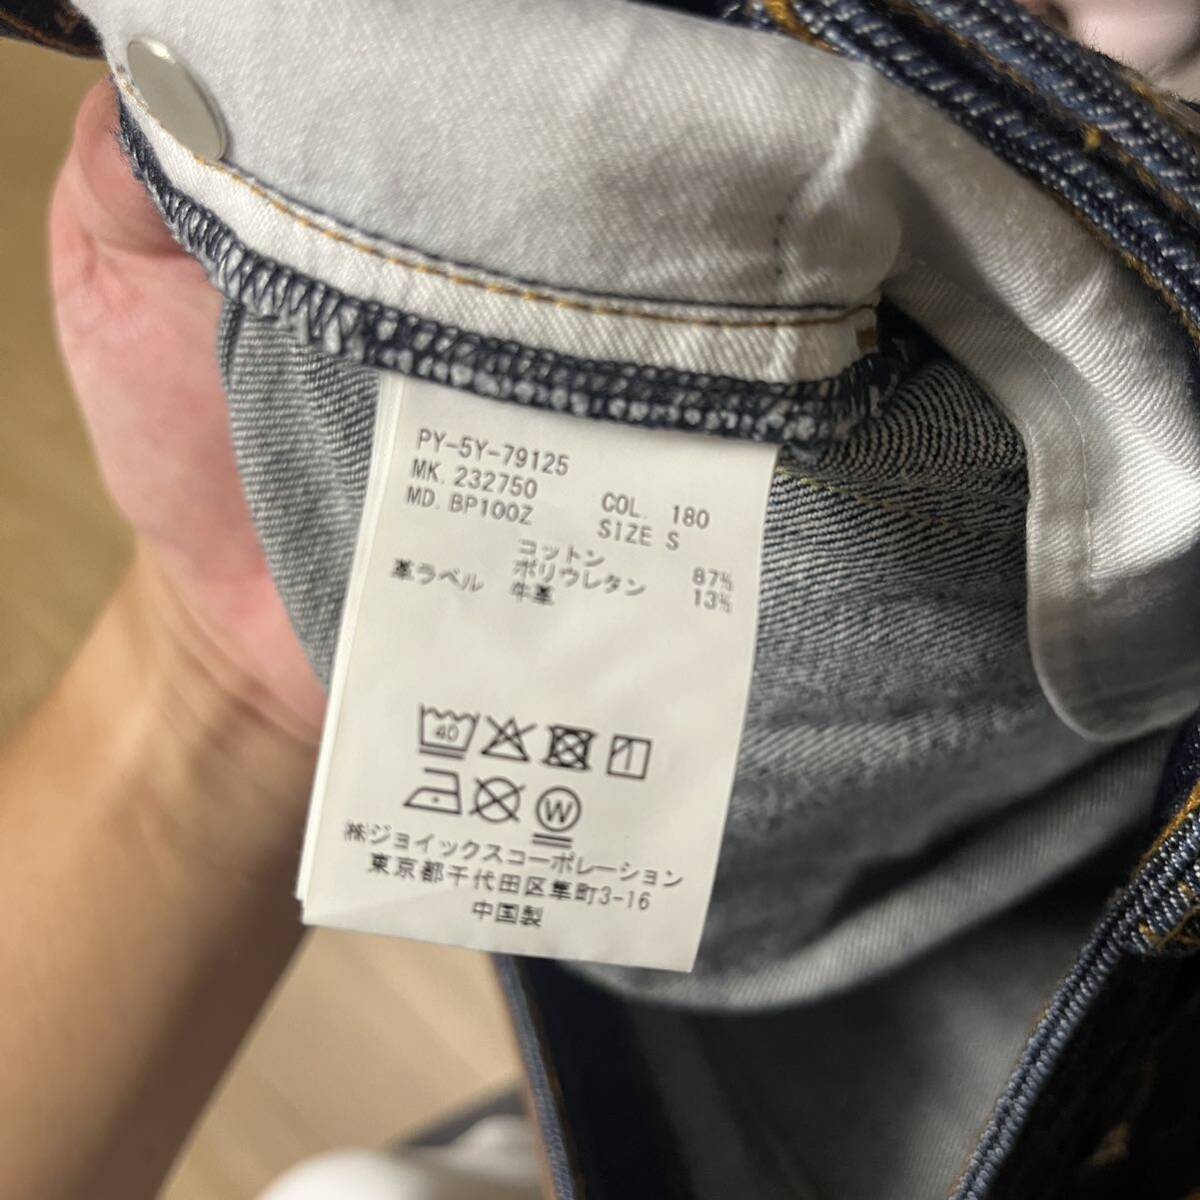 PY-5Y-79125
MK. 232750 COL. 180
MD. BP100Z SIZE S
コットン 87%
ポリウレタン 13%
革ラベル 牛革
40
W
㈱ジョイックスコーポレーション
東京都千代田区隼町3-16
中国製